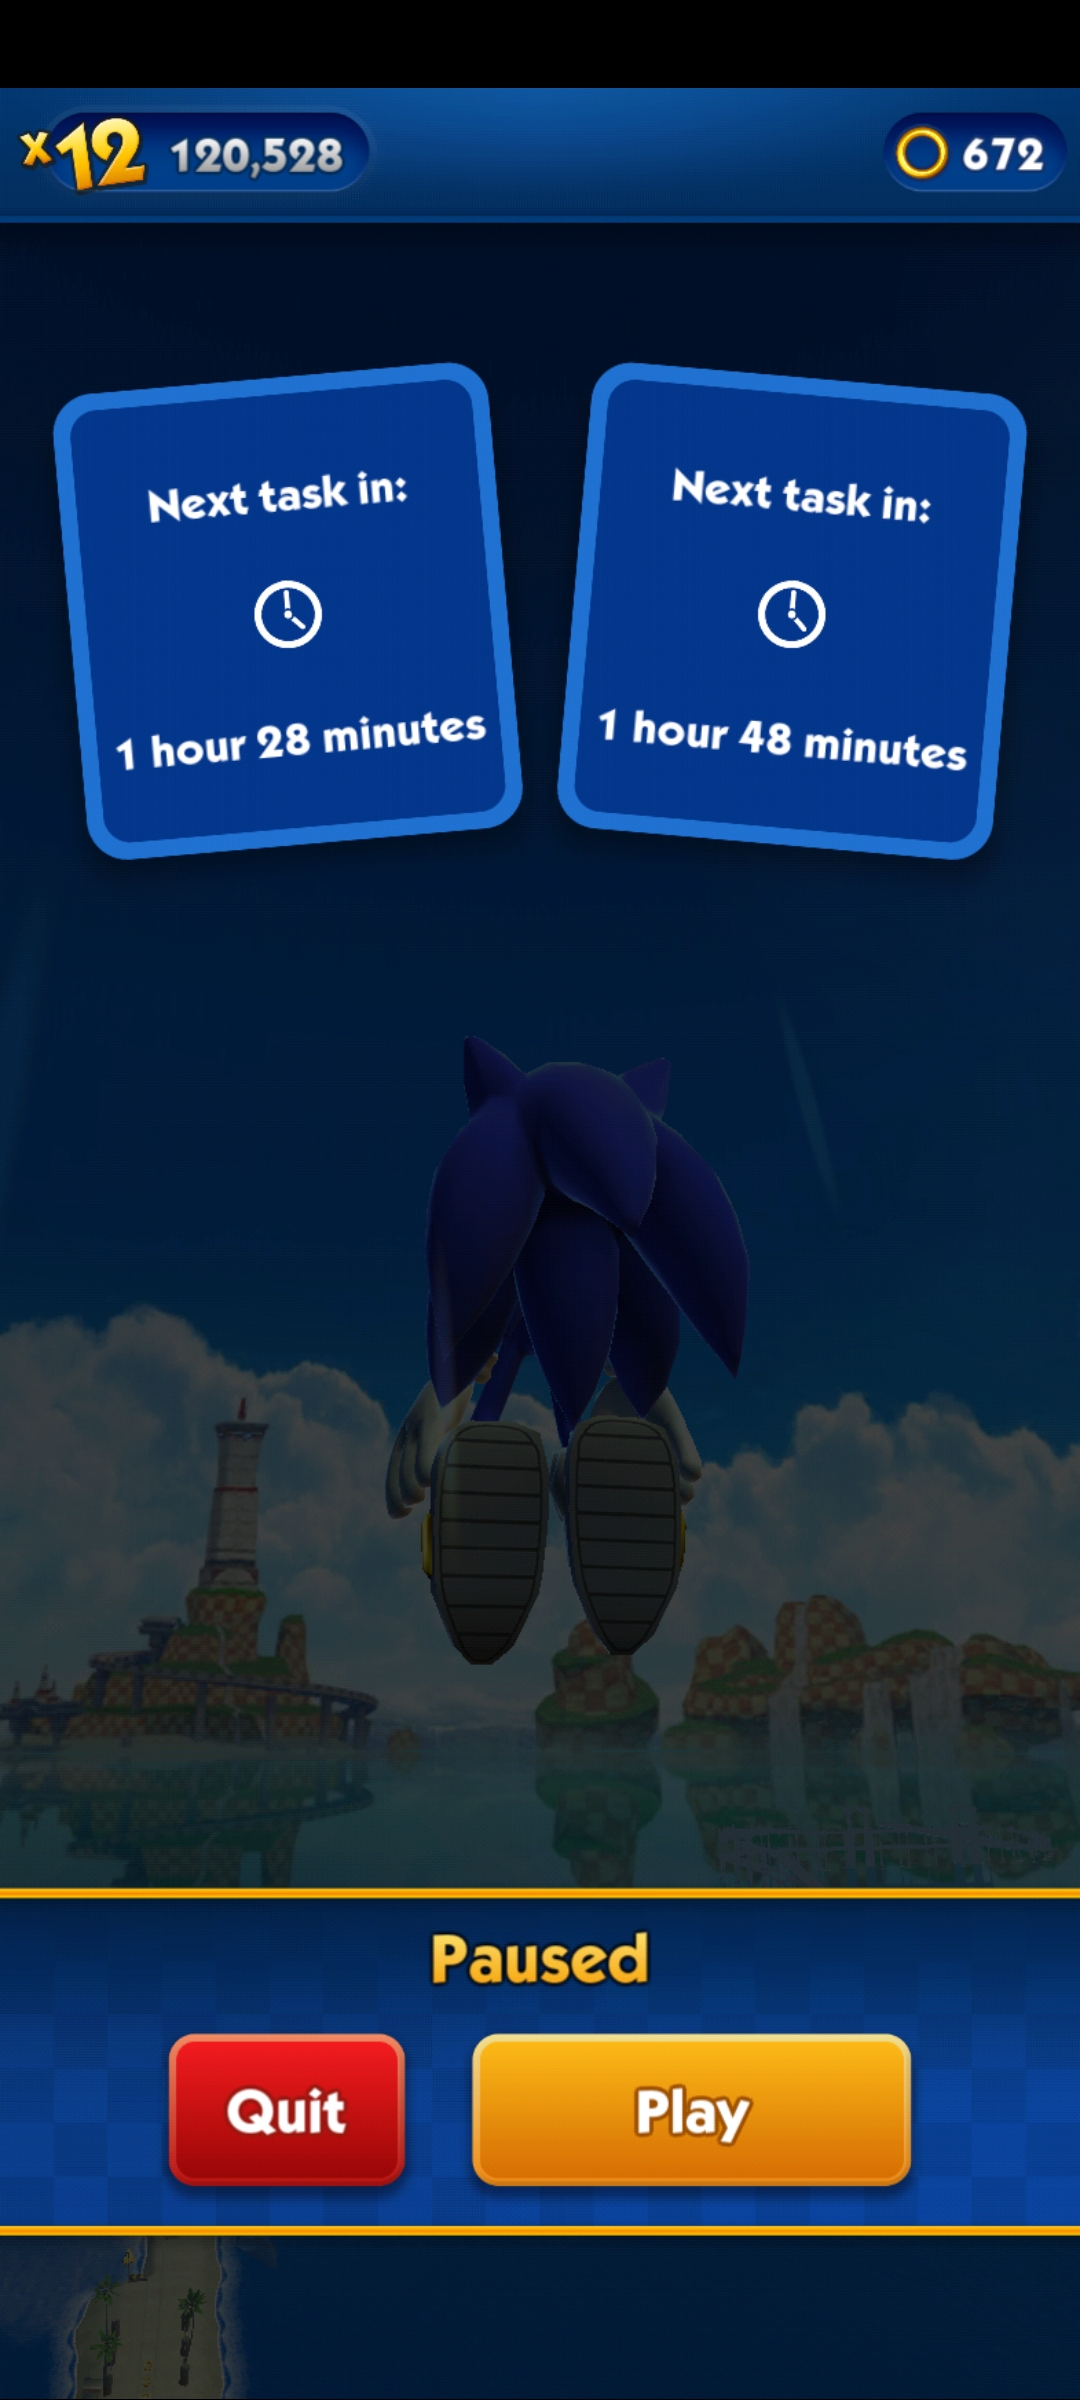 x12 120,528
672
Next task in:
1 hour 28 minutes
Next task in:
1 hour 48 minutes
Paused
Quit
Play